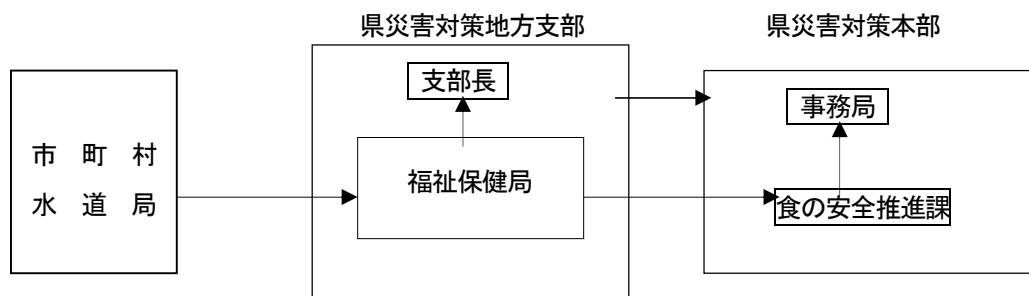 県災害対策地方支部
県災害対策本部
支部長
事務局
市 町 村
水 道 局
福祉保健局
食の安全推進課